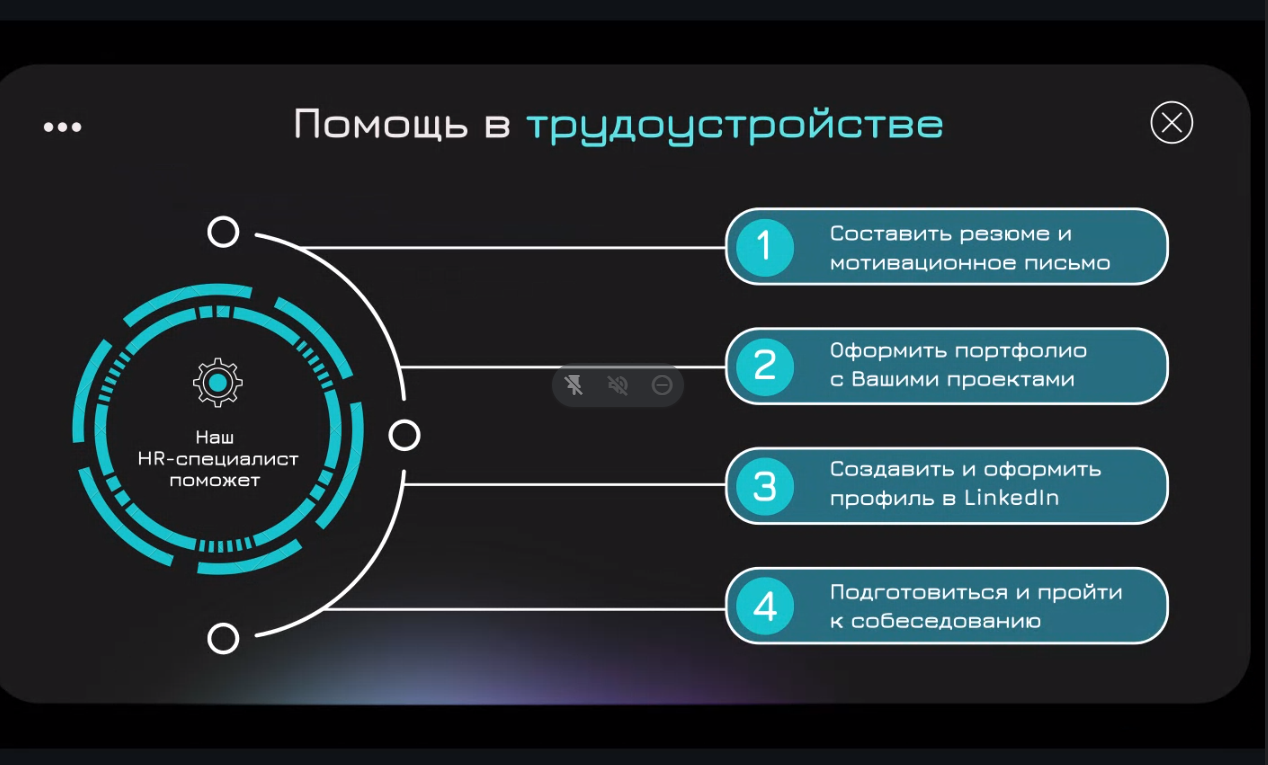 Помощь в трудоустройстве
Наш
HR-специалист
поможет
1
Составить резюме и
мотивационное письмо
2
Оформить портфолио
с Вашими проектами
3
Создавить и оформить
профиль в LinkedIn
4
Подготовиться и пройти
к собеседованию